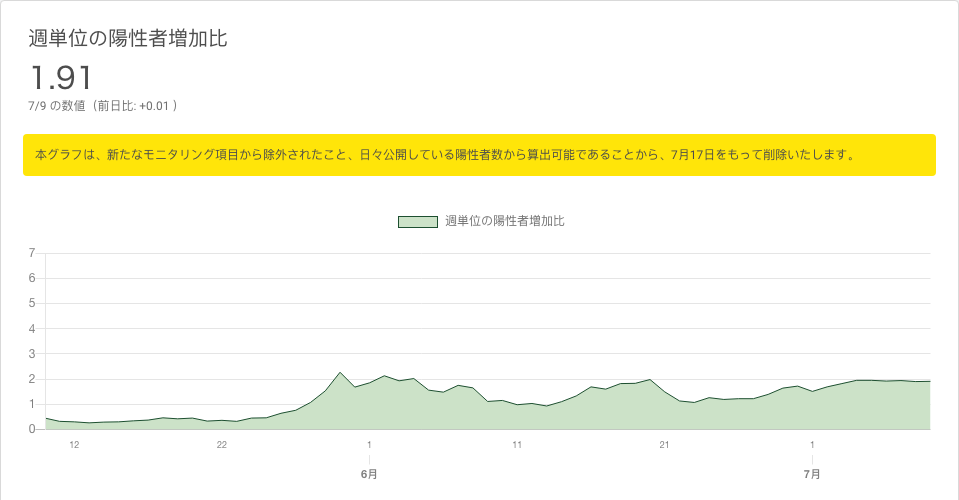 週単位の陽性者増加比
1.91
7/9 の数値（前日比: +0.01 ）
本グラフは、新たなモニタリング項目から除外されたこと、日々公開している陽性者数から算出可能であることから、7月17日をもって削除いたします。
週単位の陽性者増加比
7
6
5
4
3
2
1
0
12 22 1 11 21 1
6月 7月